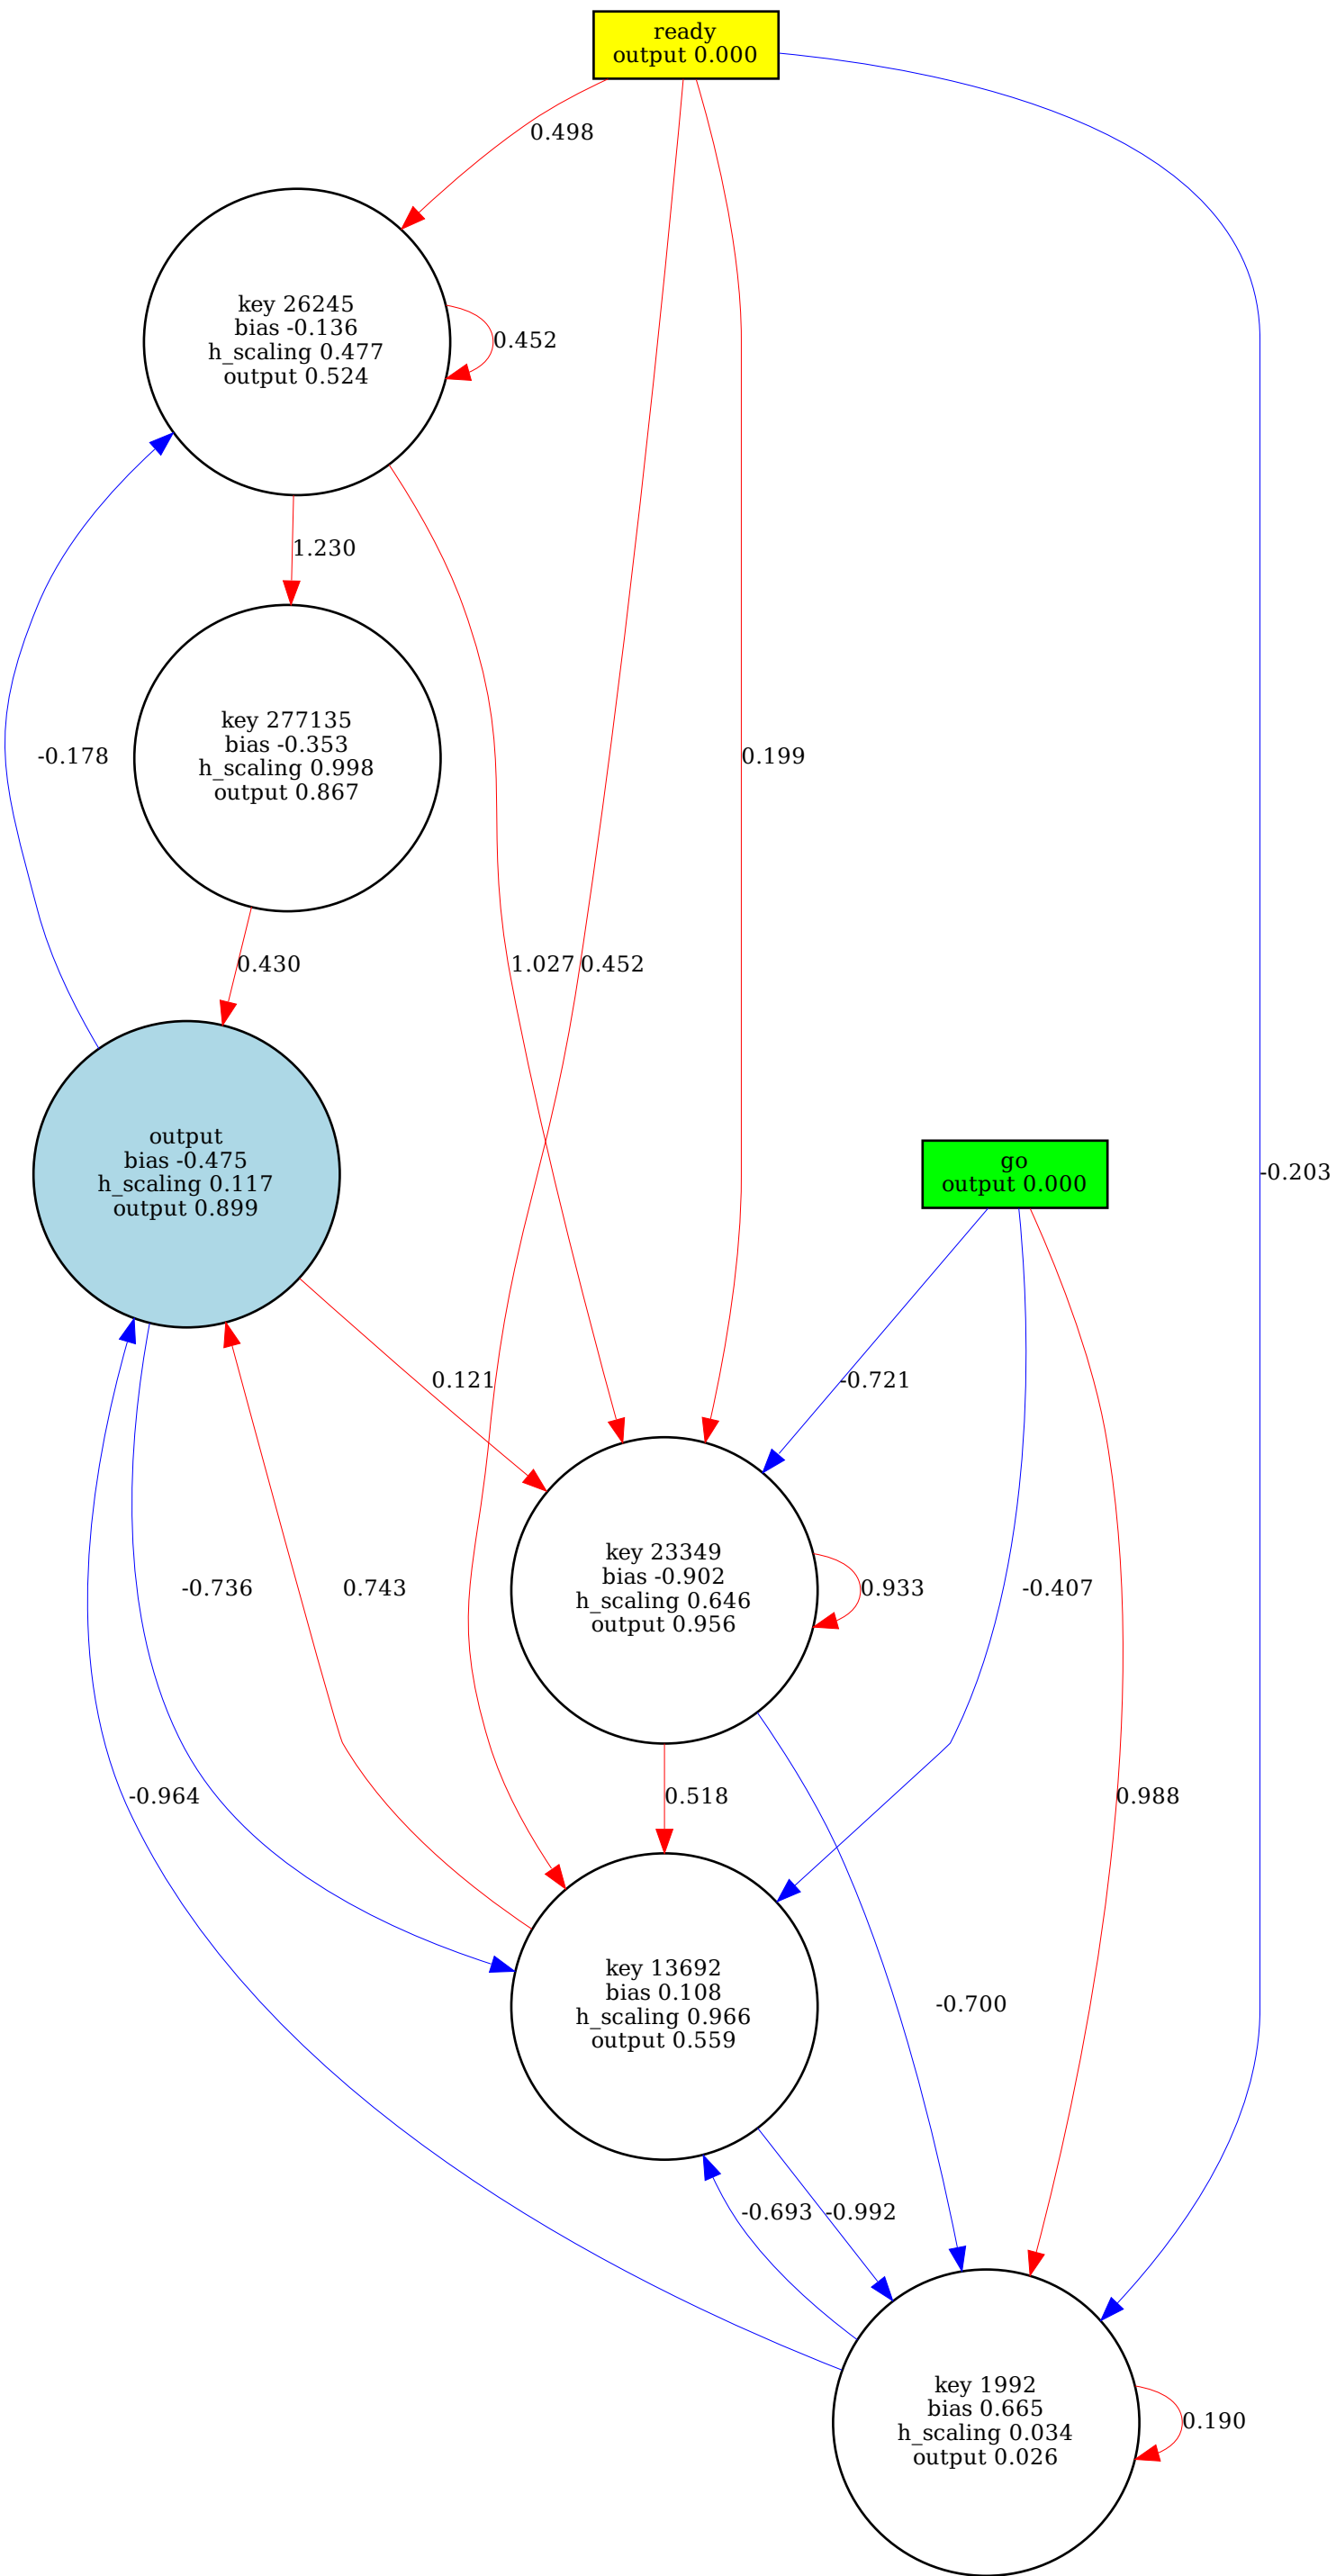 ready
output 0.000
0.498
key 26245
bias -0.136
h_scaling 0.477
output 0.524
0.452
1.230
key 277135
bias -0.353
h_scaling 0.998
output 0.867
-0.178
0.199
0.430
1.027
0.452
output
bias -0.475
h_scaling 0.117
output 0.899
go
output 0.000
-0.203
0.121
-0.721
key 23349
bias -0.902
h_scaling 0.646
output 0.956
-0.736
0.743
0.933
-0.407
-0.964
0.518
0.988
key 13692
bias 0.108
h_scaling 0.966
output 0.559
-0.700
-0.693
-0.992
key 1992
bias 0.665
h_scaling 0.034
output 0.026
0.190